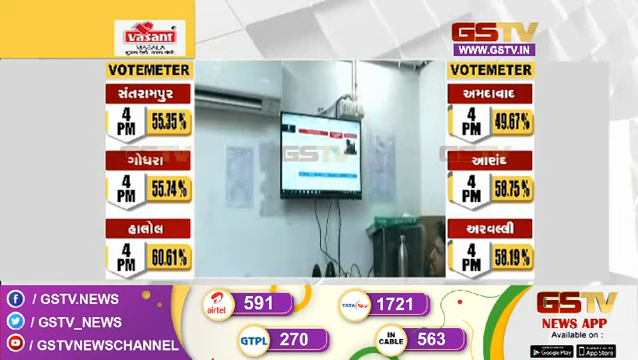 vasant
MASALA
GSTV
WWW.GSTV.IN
VOTEMETER
સંતરામપુર
4 PM 55.35%
ગોધરા
4 PM 55.74%
હાલોલ
4 PM 60.61%
GSTV
VOTEMETER
અમદાવાદ
4 PM 49.67%
આણંદ
4 PM 58.75%
અરવલ્લી
4 PM 58.19%
/ GSTV.NEWS
/ GSTV_NEWS
/ GSTVNEWSCHANNEL
airtel 591
TATA Sky 1721
GTPL 270
IN CABLE 563
GSTV
NEWS APP
Available on :
Google Play
App Store